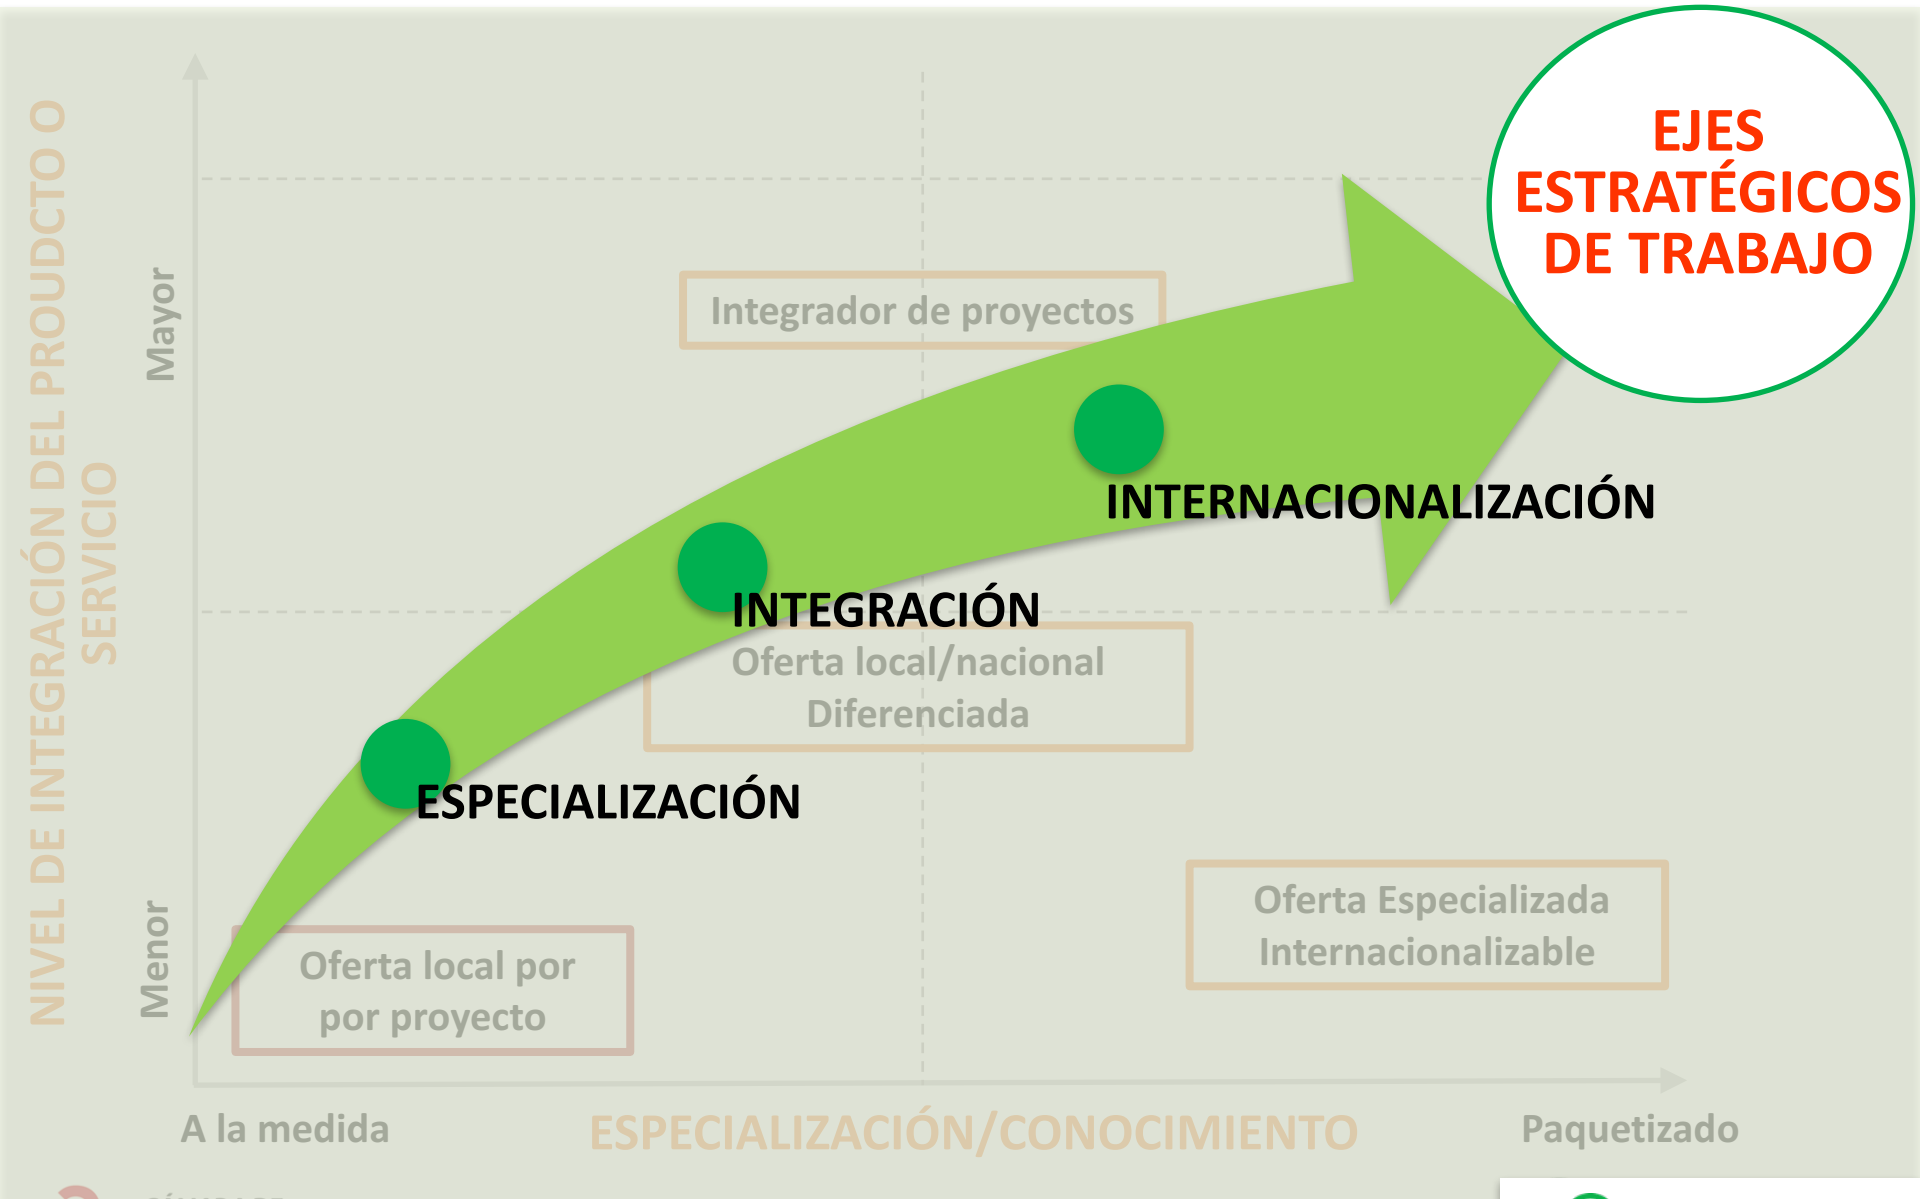 EJES
ESTRATÉGICOS
DE TRABAJO
NIVEL DE INTEGRACIÓN DEL PROUDCTO O
SERVICIO
Mayor
Menor
Integrador de proyectos
INTERNACIONALIZACIÓN
INTEGRACIÓN
Oferta local/nacional
Diferenciada
ESPECIALIZACIÓN
Oferta Especializada
Internacionalizable
Oferta local por
por proyecto
A la medida
ESPECIALIZACIÓN/CONOCIMIENTO
Paquetizado